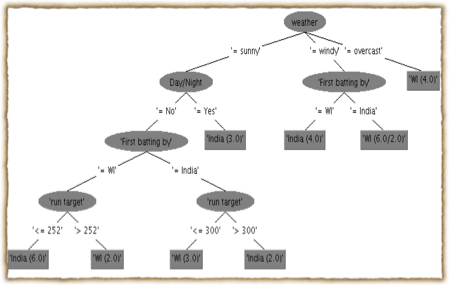 weather
'= sunny' '= windy' '= overcast'
Day/Night 'First batting by' 'WI (4.0)'
'= No' '= Yes' '= WI' '= India'
'First batting by' 'India (3.0)' 'India (4.0)' 'WI (6.0/2.0)'
'= WI' '= India'
'run target' 'run target'
'<= 252' '> 252' '<= 300' '> 300'
'India (6.0)' 'WI (2.0)' 'WI (3.0)' 'India (2.0)'